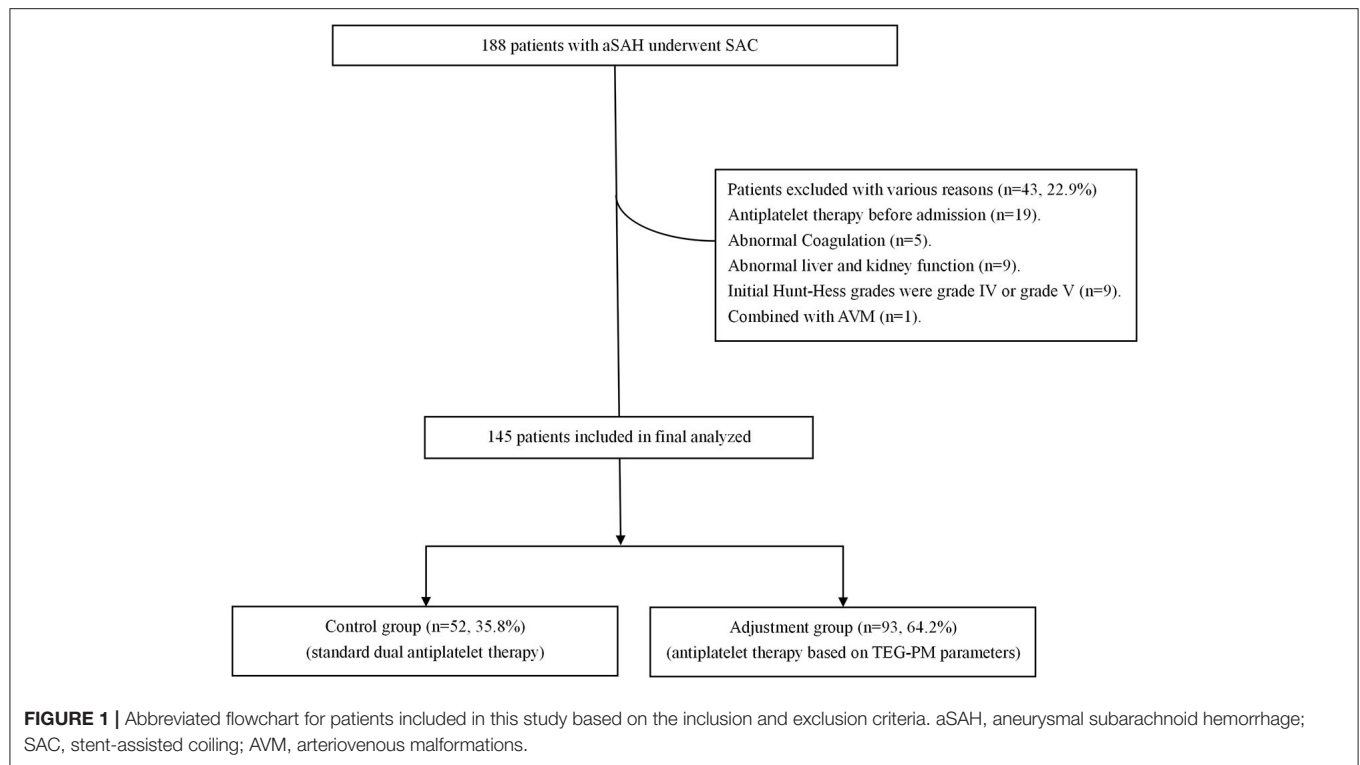 188 patients with aSAH underwent SAC
Patients excluded with various reasons (n=43, 22.9%)
Antiplatelet therapy before admission (n=19).
Abnormal Coagulation (n=5).
Abnormal liver and kidney function (n=9).
Initial Hunt-Hess grades were grade IV or grade V (n=9).
Combined with AVM (n=1).
145 patients included in final analyzed
Control group (n=52, 35.8%)
(standard dual antiplatelet therapy)
Adjustment group (n=93, 64.2%)
(antiplatelet therapy based on TEG-PM parameters)
FIGURE 1 | Abbreviated flowchart for patients included in this study based on the inclusion and exclusion criteria. aSAH, aneurysmal subarachnoid hemorrhage;
SAC, stent-assisted coiling; AVM, arteriovenous malformations.